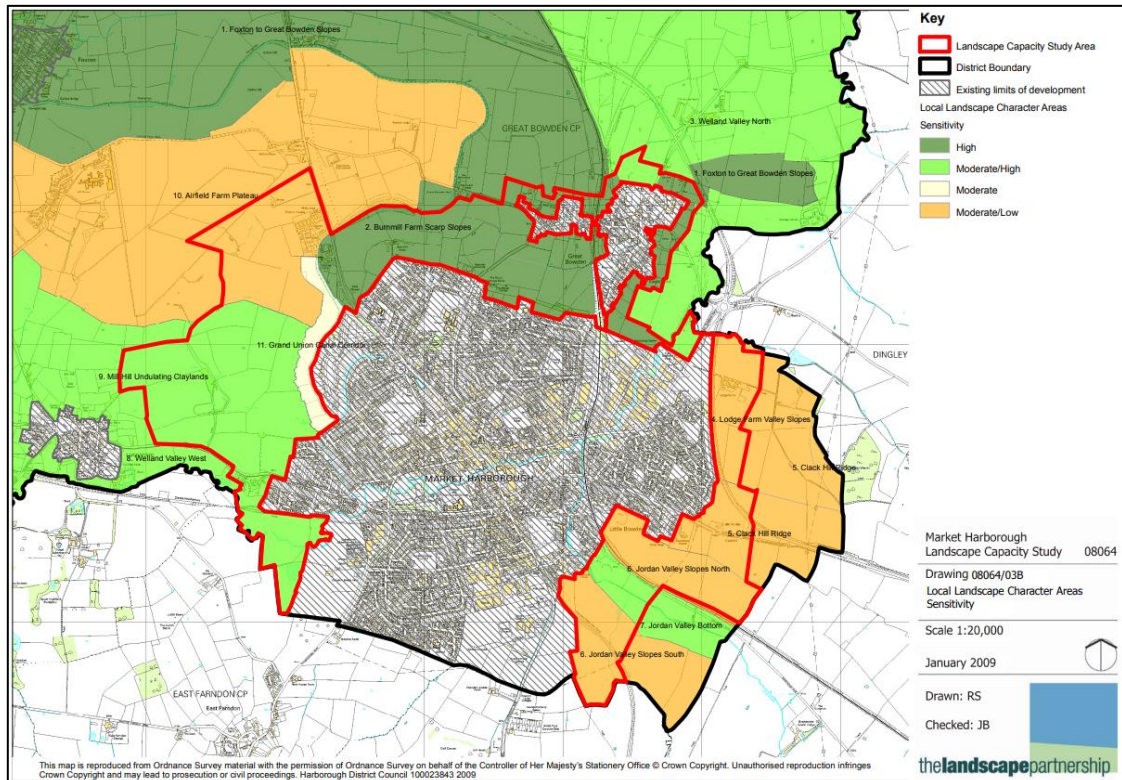 1. Foxton to Great Bowden Slopes
Foxton
GREAT BOWDEN CP
3. Welland Valley North
1. Foxton to Great Bowden Slopes
10. Airfield Farm Plateau
2. Burnmill Farm Scarp Slopes
Great
Bowden
11. Grand Union Canal Corridor
DINGLEY
9. Mill Hill Undulating Claylands
4. Lodge Farm Valley Slopes
8. Welland Valley West
5. Clack Hill Ridge
MARKET HARBOROUGH
Little Bowden
5. Clack Hill Ridge
6. Jordan Valley Slopes North
7. Jordan Valley Bottom
6. Jordan Valley Slopes South
EAST FARNDON CP
East Farndon
Key
Landscape Capacity Study Area
District Boundary
Existing limits of development
Local Landscape Character Areas
Sensitivity
High
Moderate/High
Moderate
Moderate/Low
Market Harborough
Landscape Capacity Study 08064
Drawing 08064/03B
Local Landscape Character Areas
Sensitivity
Scale 1:20,000
January 2009
Drawn: RS
Checked: JB
thelandscapepartnership
This map is reproduced from Ordnance Survey material with the permission of Ordnance Survey on behalf of the Controller of Her Majesty's Stationery Office © Crown Copyright. Unauthorised reproduction infringes
Crown Copyright and may lead to prosecution or civil proceedings. Harborough District Council 100023843 2009